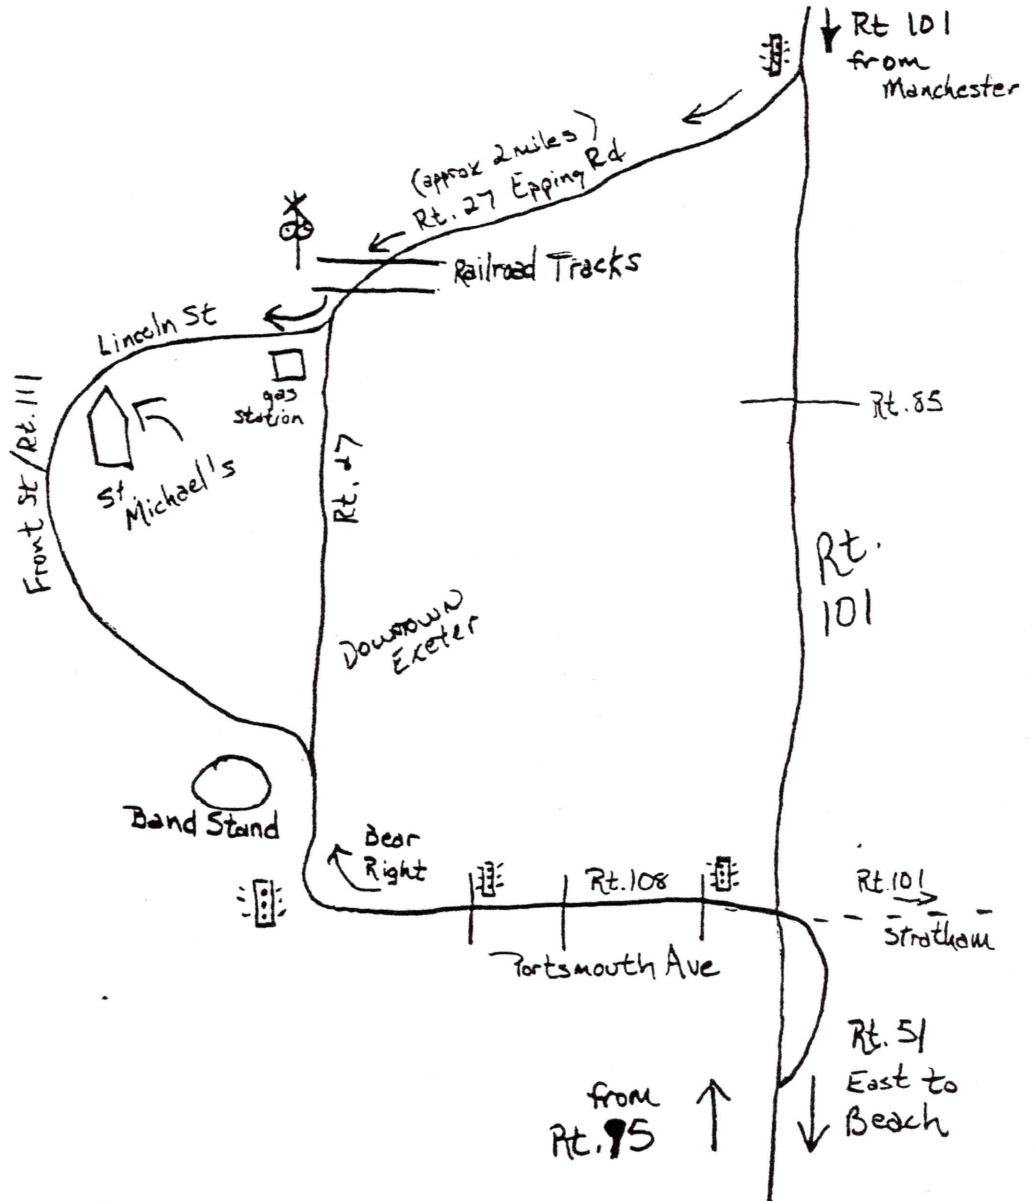 Rt 101
from
Manchester
(approx 2 miles)
Rt. 27 Epping Rd
Railroad Tracks
Lincoln St
gas
station
Rt. 85
Front St/Rt. 111
St. Michael's
Rt. 27
Rt.
101
Downtown
Exeter
Band Stand
Bear
Right
Rt. 108
Rt. 101
Stratham
Portsmouth Ave
Rt. 51
East to
Beach
from
Rt. 95